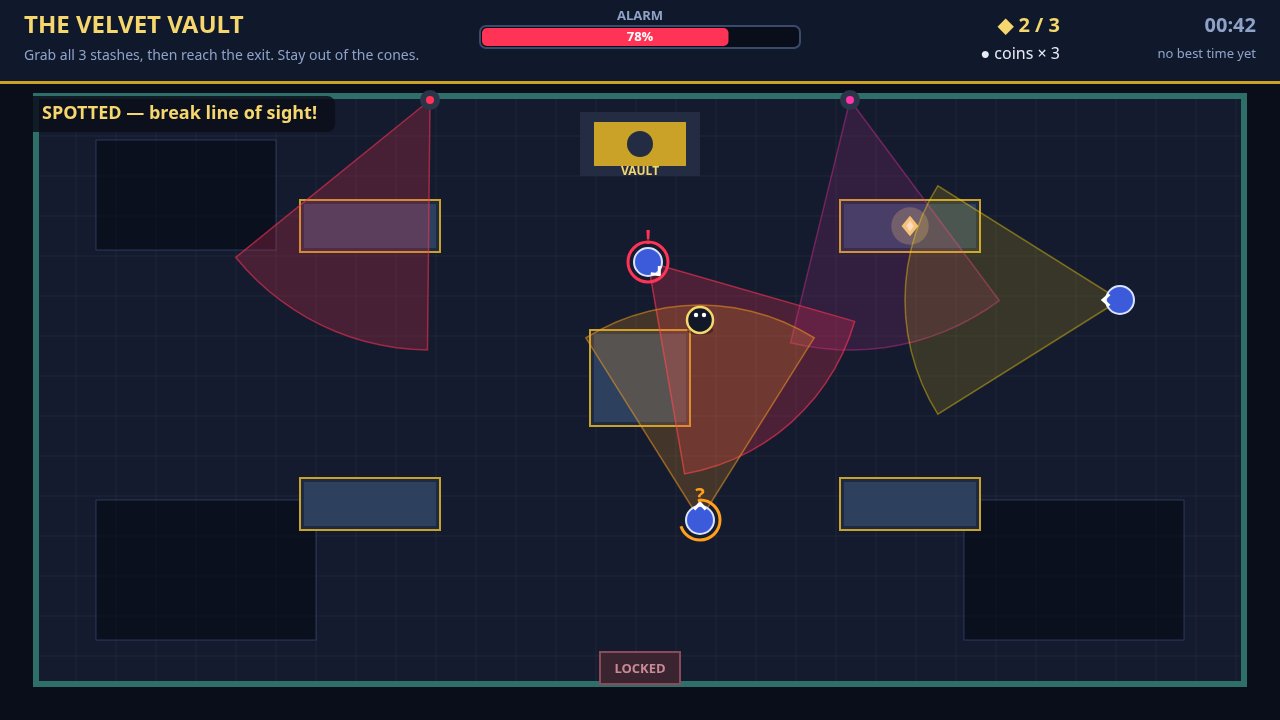 THE VELVET VAULT
Grab all 3 stashes, then reach the exit. Stay out of the cones.
ALARM
78%
◆ 2 / 3
● coins × 3
00:42
no best time yet
SPOTTED — break line of sight!
VAULT
!
?
LOCKED